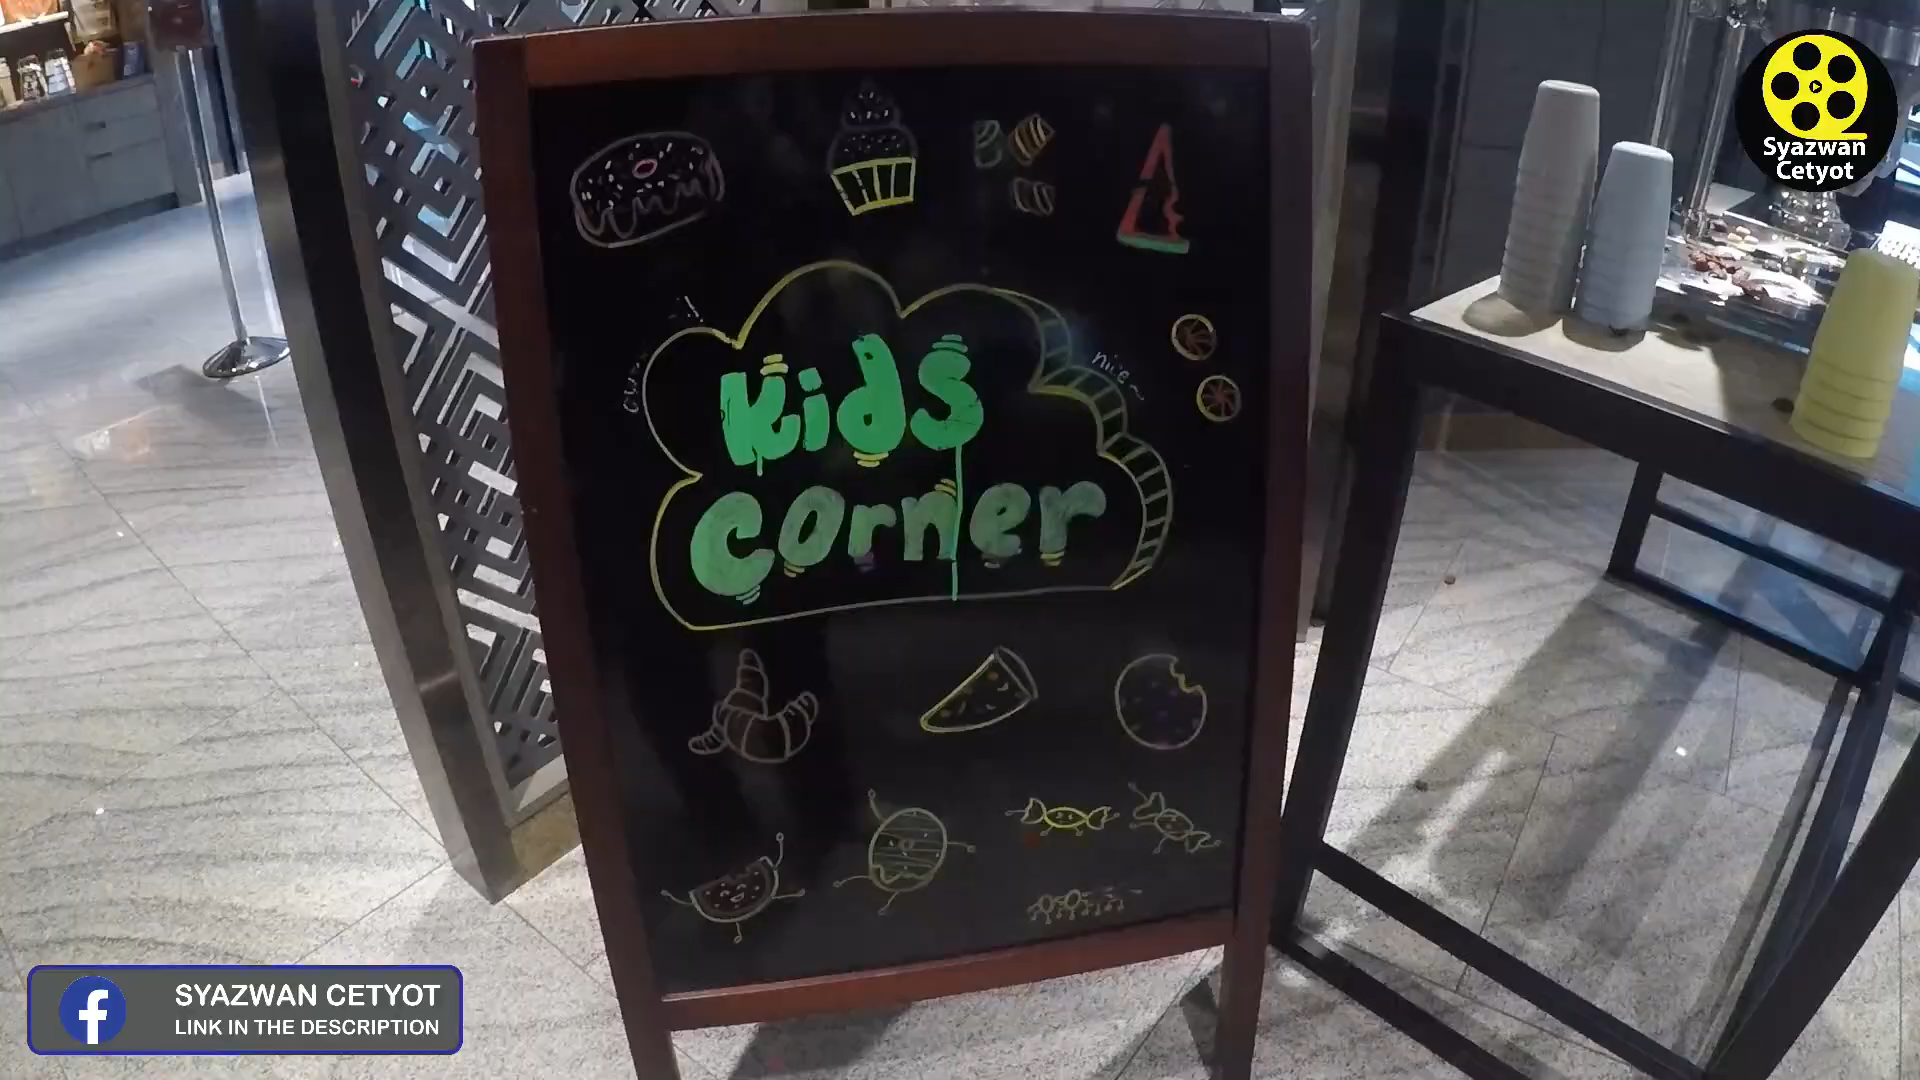 Syazwan
Cetyot
nice~
Kids
corner
SYAZWAN CETYOT
LINK IN THE DESCRIPTION